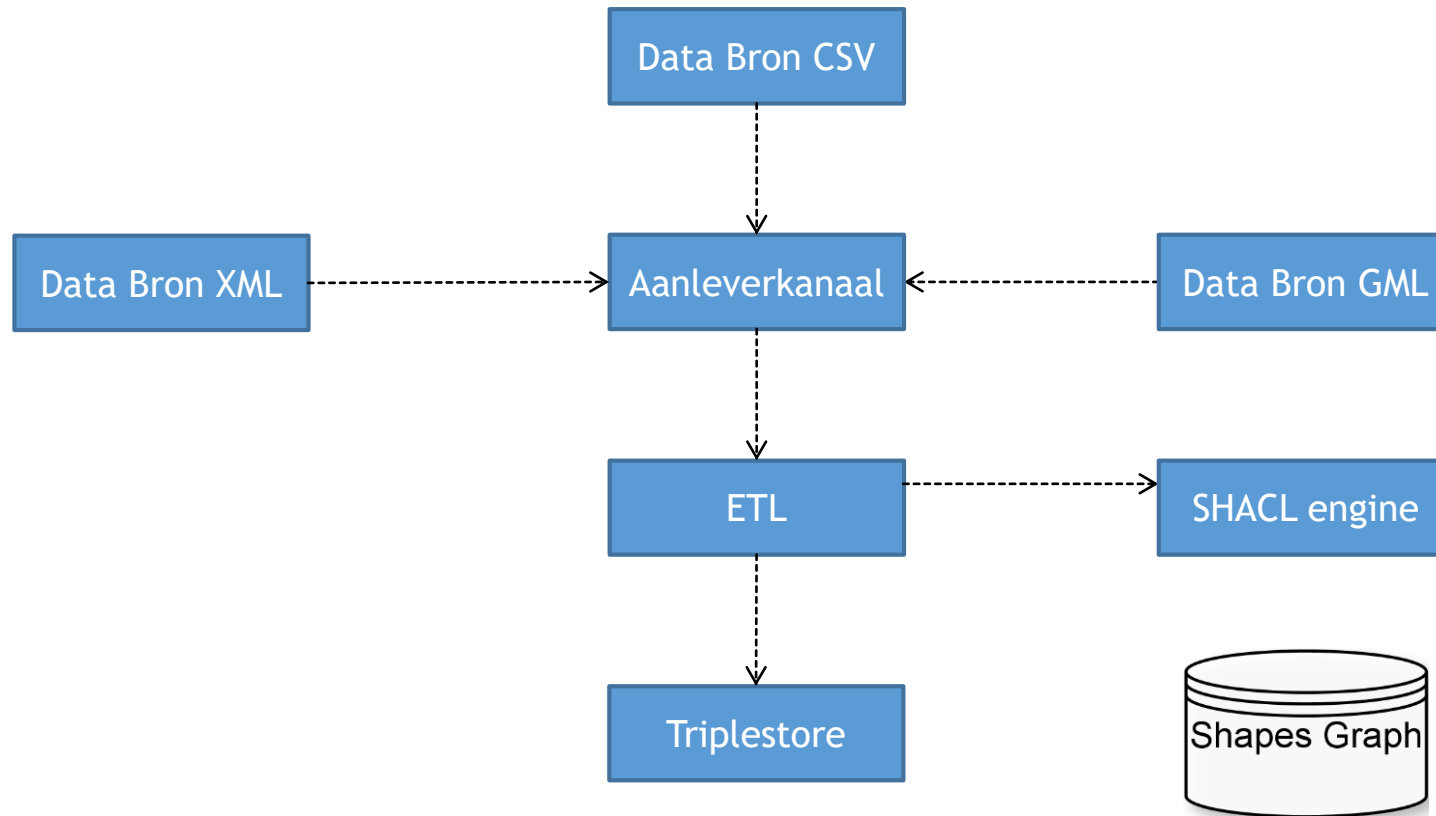 Data Bron CSV
Data Bron XML
Aanleverkanaal
Data Bron GML
ETL
SHACL engine
Triplestore
Shapes Graph